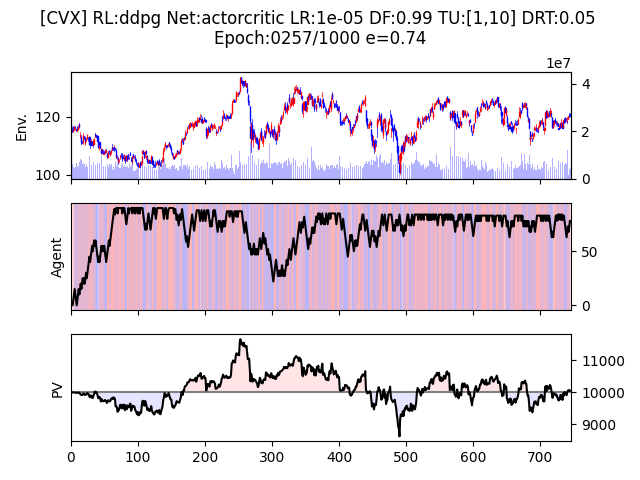 [CVX] RL:ddpg Net:actorcritic LR:1e-05 DF:0.99 TU:[1,10] DRT:0.05
Epoch:0257/1000 e=0.74
1e7
Env.
120
100
4
2
0
Agent
50
0
PV
11000
10000
9000
0 100 200 300 400 500 600 700